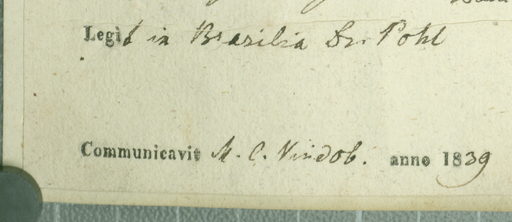 Legit in Brasilia Dr. Pohl
Communicavit M. C. Vindob. anno 1839